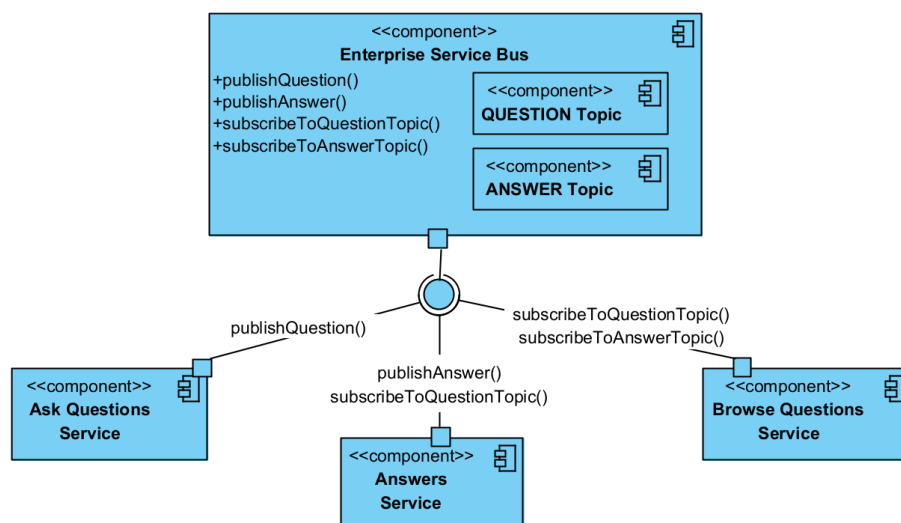 <<component>>
Enterprise Service Bus
+publishQuestion()
+publishAnswer()
+subscribeToQuestionTopic()
+subscribeToAnswerTopic()
<<component>>
QUESTION Topic
<<component>>
ANSWER Topic
publishQuestion()
subscribeToQuestionTopic()
subscribeToAnswerTopic()
publishAnswer()
subscribeToQuestionTopic()
<<component>>
Ask Questions
Service
<<component>>
Answers
Service
<<component>>
Browse Questions
Service